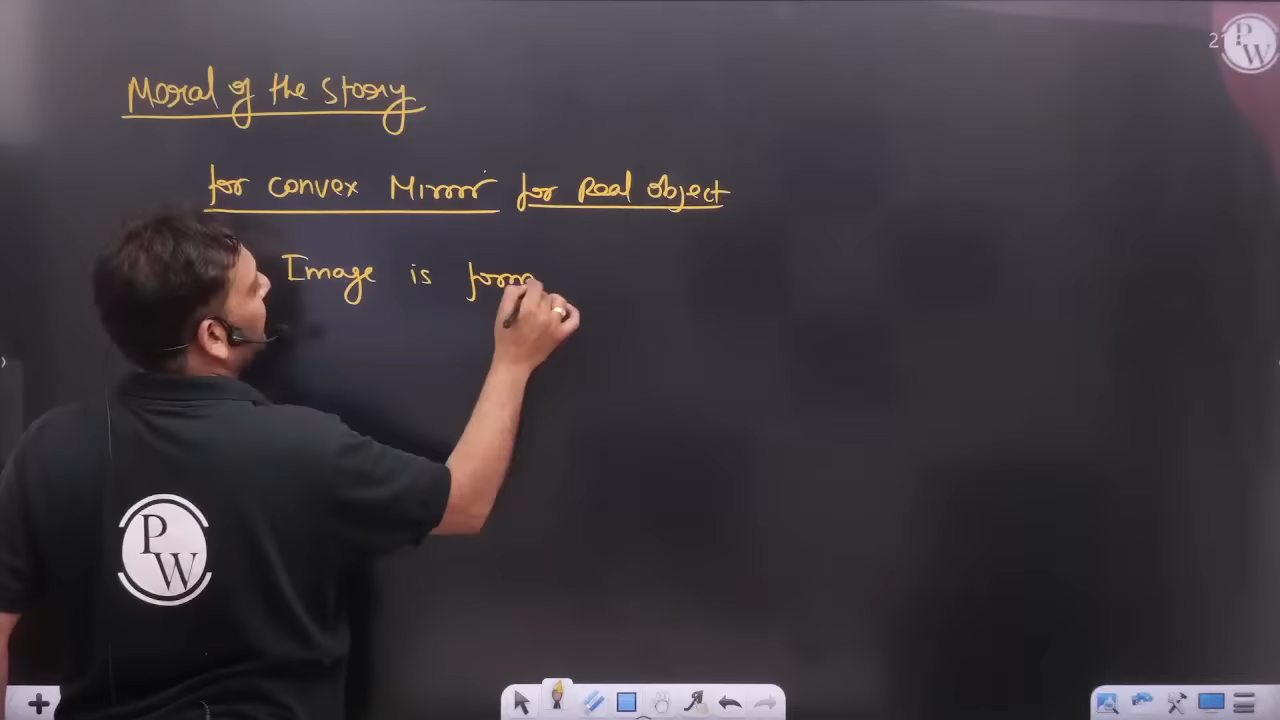 Moral of the Story
for convex Mirror for Real object
Image is form
P W
P W